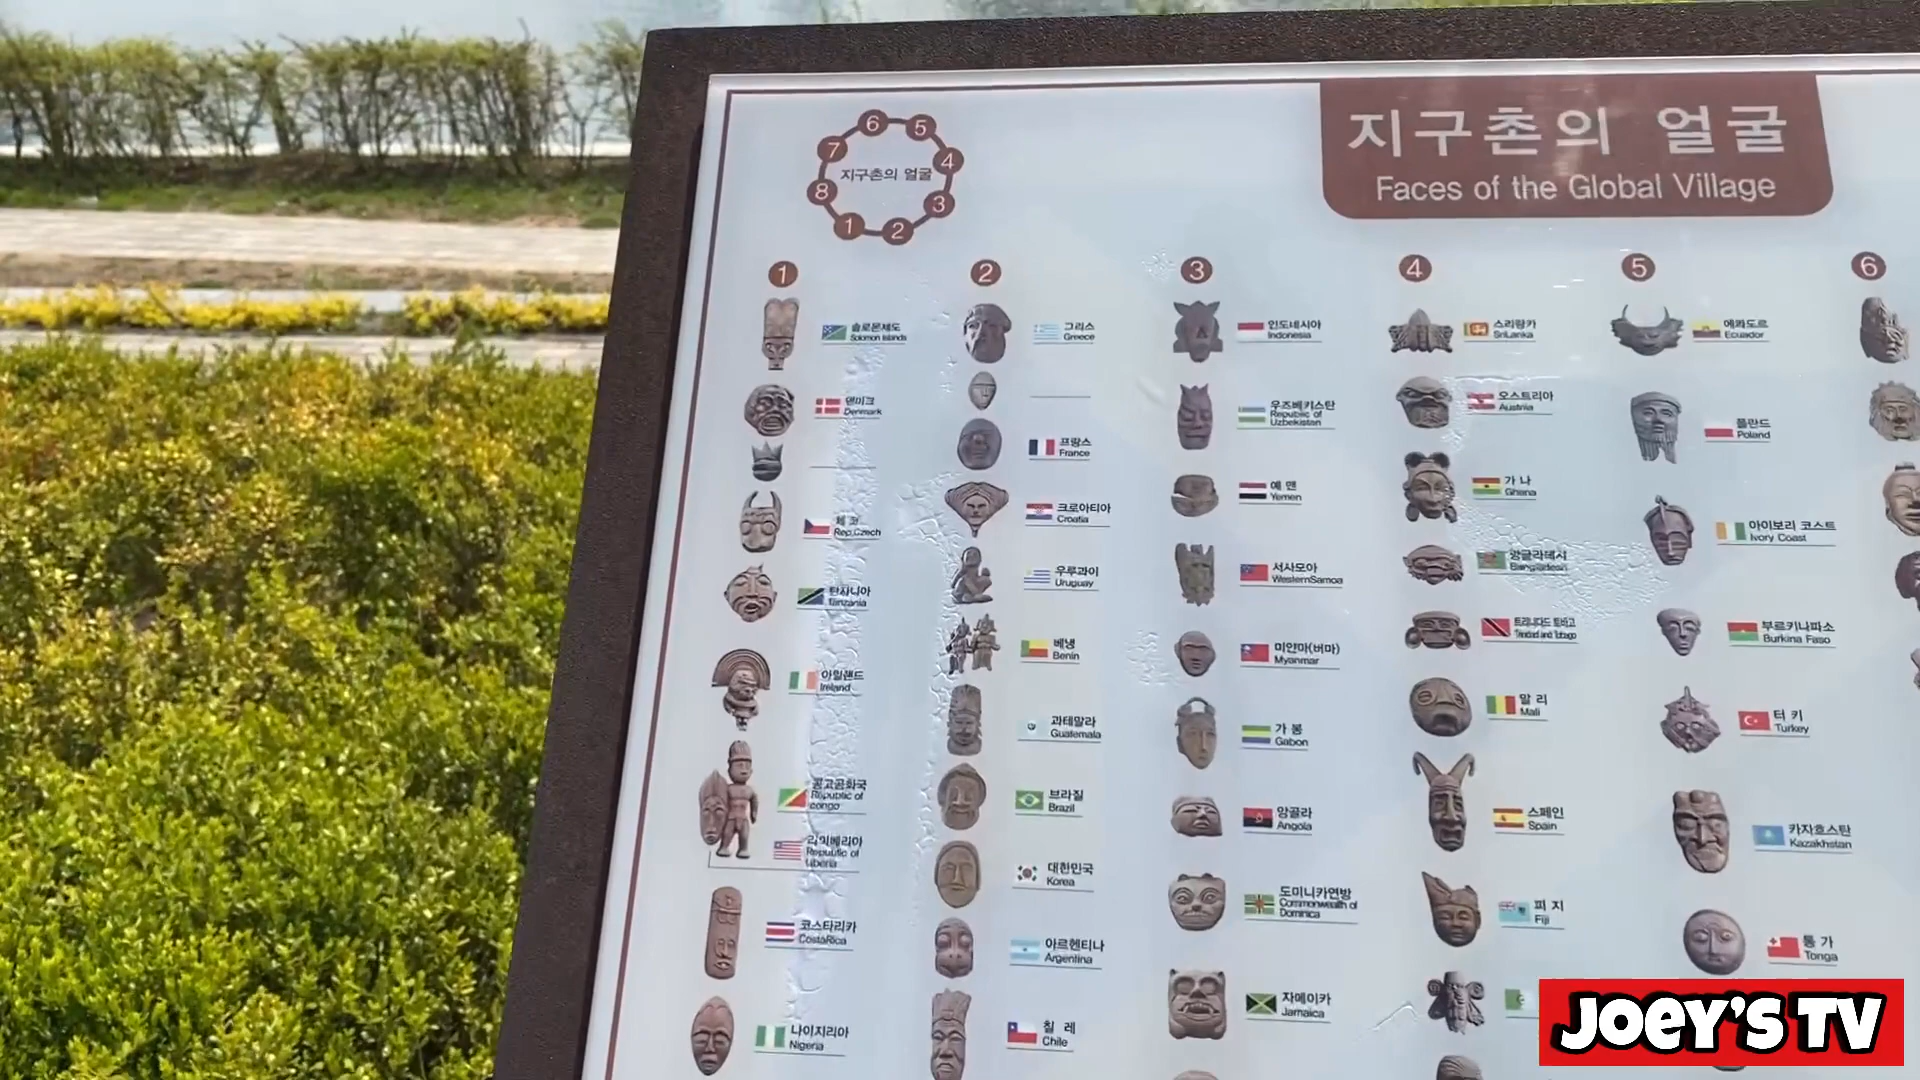 지구촌의 얼굴
Faces of the Global Village
6
5
7
4
지구촌의 얼굴
8
3
1
2
1
솔로몬제도
Solomon Islands
덴마크
Denmark
체 코
Rep.Czech
탄자니아
Tanzania
아일랜드
Ireland
콩고공화국
Republic of
congo
라이베리아
Republic of
Liberia
코스타리카
CostaRica
나이지리아
Nigeria
2
그리스
Greece
프랑스
France
크로아티아
Croatia
우루과이
Uruguay
베냉
Benin
과테말라
Guatemala
브라질
Brazil
대한민국
Korea
아르헨티나
Argentina
칠 레
Chile
3
인도네시아
Indonesia
우즈베키스탄
Republic of
Uzbekistan
예 맨
Yemen
서사모아
WesternSamoa
미얀마(버마)
Myanmar
가 봉
Gabon
앙골라
Angola
도미니카연방
Commonwealth of
Dominica
자메이카
Jamaica
4
스리랑카
SriLanka
오스트리아
Austria
가 나
Ghana
방글라데시
Bangladesh
트리니다드 토바고
Trinidad and Tobago
말 리
Mali
스페인
Spain
피 지
Fiji
5
에콰도르
Ecuador
폴란드
Poland
아이보리 코스트
Ivory Coast
부르키나파소
Burkina Faso
터 키
Turkey
카자흐스탄
Kazakhstan
통 가
Tonga
6
JOEY'S TV